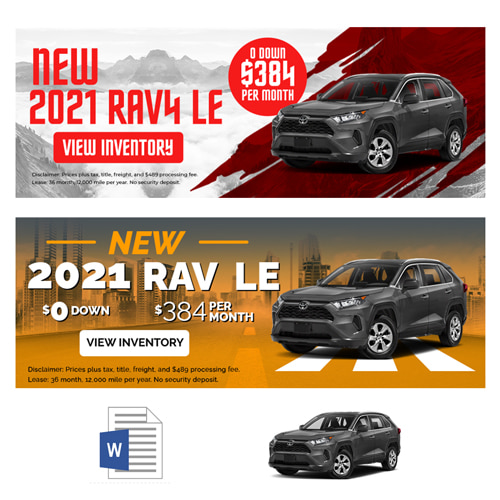 NEW
2021 RAV4 LE
0 DOWN
$384
PER MONTH
VIEW INVENTORY
Disclaimer: Prices plus tax, title, freight, and $489 processing fee.
Lease: 36 month,12,000 mile per year. No security deposit.
NEW
2021 RAV LE
$0 DOWN $384 PER
MONTH
VIEW INVENTORY
Disclaimer: Prices plus tax, title, freight, and $489 processing fee.
Lease: 36 month, 12,000 mile per year. No security deposit.
W